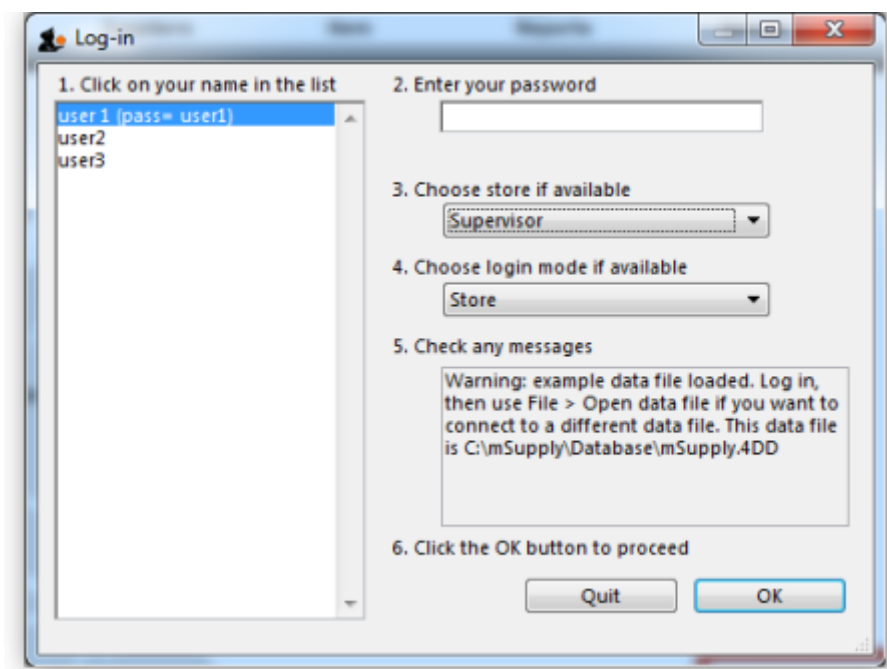 Log-in
1. Click on your name in the list
user 1 (pass= user1)
user2
user3
2. Enter your password
3. Choose store if available
Supervisor
4. Choose login mode if available
Store
5. Check any messages
Warning: example data file loaded. Log in,
then use File > Open data file if you want to
connect to a different data file. This data file
is C:\mSupply\Database\mSupply.4DD
6. Click the OK button to proceed
Quit
OK